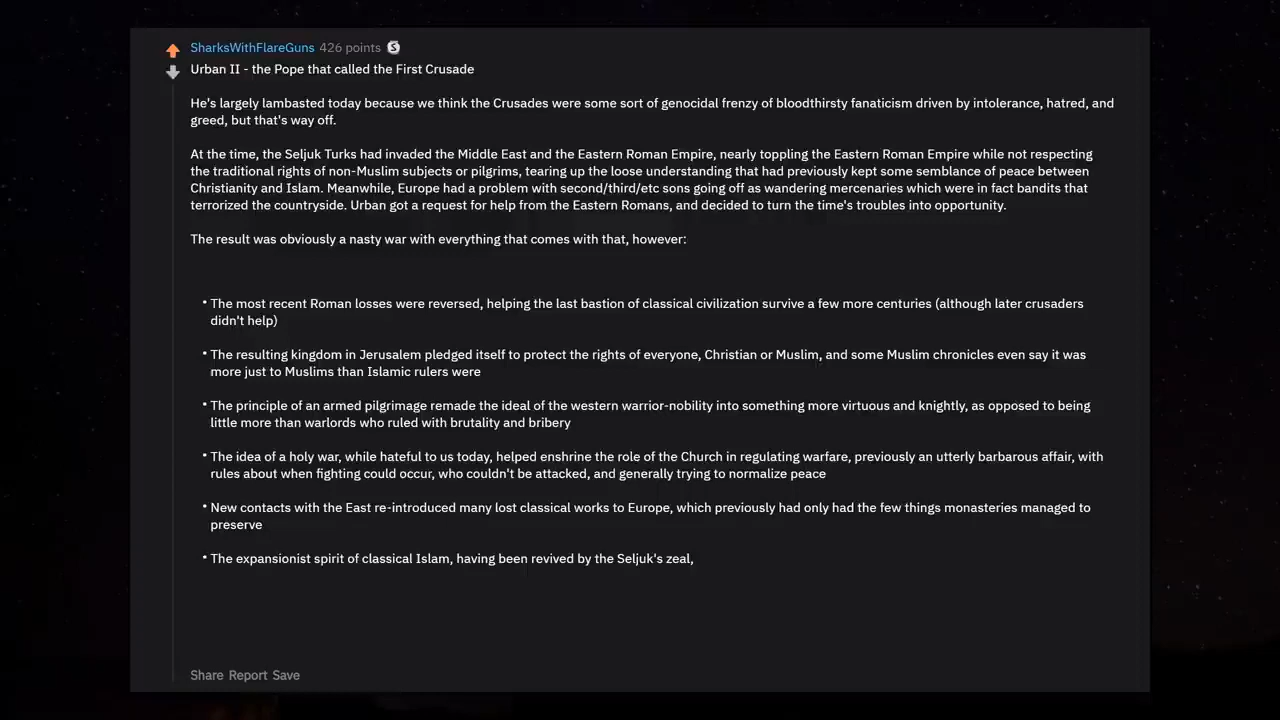 SharksWithFlareGuns 426 points S
Urban II - the Pope that called the First Crusade
He's largely lambasted today because we think the Crusades were some sort of genocidal frenzy of bloodthirsty fanaticism driven by intolerance, hatred, and
greed, but that's way off.
At the time, the Seljuk Turks had invaded the Middle East and the Eastern Roman Empire, nearly toppling the Eastern Roman Empire while not respecting
the traditional rights of non-Muslim subjects or pilgrims, tearing up the loose understanding that had previously kept some semblance of peace between
Christianity and Islam. Meanwhile, Europe had a problem with second/third/etc sons going off as wandering mercenaries which were in fact bandits that
terrorized the countryside. Urban got a request for help from the Eastern Romans, and decided to turn the time's troubles into opportunity.
The result was obviously a nasty war with everything that comes with that, however:
• The most recent Roman losses were reversed, helping the last bastion of classical civilization survive a few more centuries (although later crusaders
didn't help)
• The resulting kingdom in Jerusalem pledged itself to protect the rights of everyone, Christian or Muslim, and some Muslim chronicles even say it was
more just to Muslims than Islamic rulers were
• The principle of an armed pilgrimage remade the ideal of the western warrior-nobility into something more virtuous and knightly, as opposed to being
little more than warlords who ruled with brutality and bribery
• The idea of a holy war, while hateful to us today, helped enshrine the role of the Church in regulating warfare, previously an utterly barbarous affair, with
rules about when fighting could occur, who couldn't be attacked, and generally trying to normalize peace
• New contacts with the East re-introduced many lost classical works to Europe, which previously had only had the few things monasteries managed to
preserve
• The expansionist spirit of classical Islam, having been revived by the Seljuk's zeal,
Share Report Save